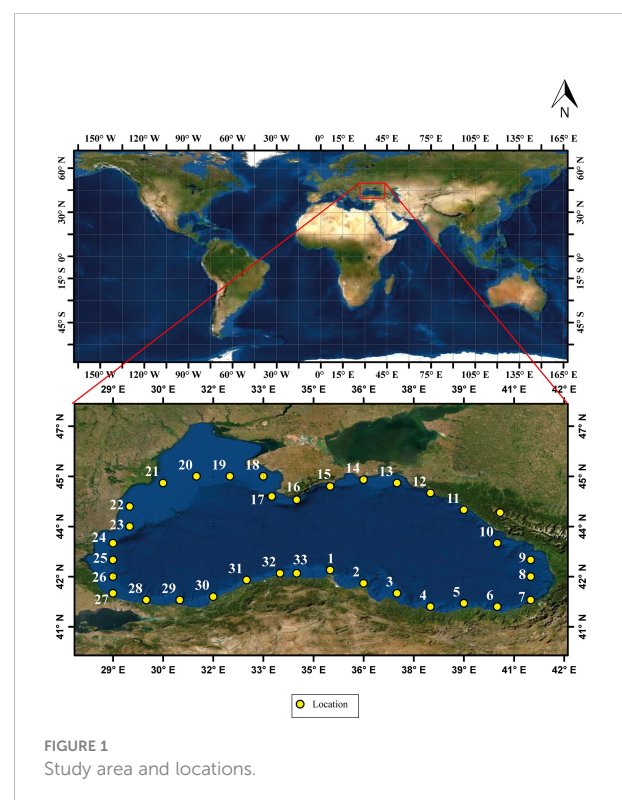 N
150° W 120° W 90° W 60° W 30° W 0° 15° E 45° E 75° E 105° E 135° E 165° E
60° N 60° N
30° N 30° N
0° 0°
15° S 15° S
45° S 45° S
150° W 120° W 90° W 60° W 30° W 0° 15° E 45° E 75° E 105° E 135° E 165° E
29° E 30° E 32° E 33° E 35° E 36° E 38° E 39° E 41° E 42° E
47° N 47° N
21 20 19 18 17 16 15 14 13 12 11
45° N 45° N
22
23
44° N 44° N
24 10
25 9
26 8
42° N 42° N
27 28 29 30 31 32 33 1 2 3 4 5 6 7
41° N 41° N
29° E 30° E 32° E 33° E 35° E 36° E 38° E 39° E 41° E 42° E
Location
FIGURE 1
Study area and locations.